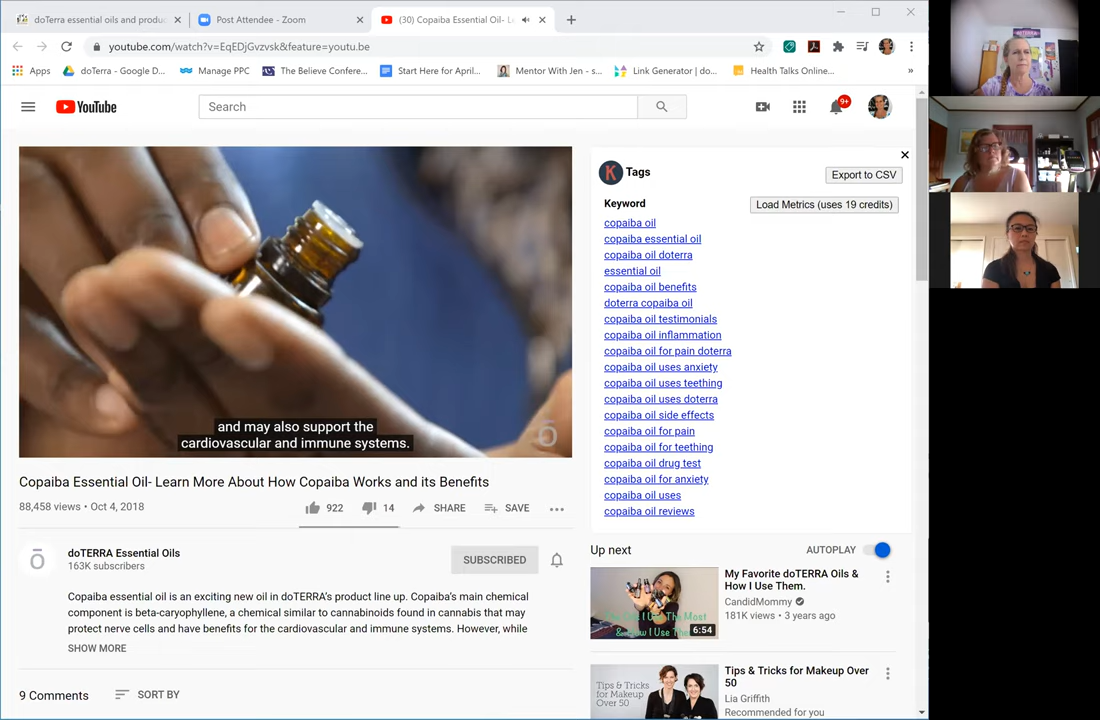 doTerra essential oils and produ
Post Attendee - Zoom
(30) Copaiba Essential Oil- Le
youtube.com/watch?v=EqEDjGvzvsk&feature=youtu.be
Apps
doTerra - Google D...
Manage PPC
The Believe Confere...
Start Here for April...
Mentor With Jen - s...
Link Generator | do...
Health Talks Online...
»
YouTube
Search
9+
and may also support the
cardiovascular and immune systems.
Copaiba Essential Oil- Learn More About How Copaiba Works and its Benefits
88,458 views • Oct 4, 2018
922
14
SHARE
SAVE
doTERRA Essential Oils
163K subscribers
SUBSCRIBED
Copaiba essential oil is an exciting new oil in doTERRA's product line up. Copaiba's main chemical
component is beta-caryophyllene, a chemical similar to cannabinoids found in cannabis that may
protect nerve cells and have benefits for the cardiovascular and immune systems. However, while
SHOW MORE
9 Comments
SORT BY
K
Tags
Export to CSV
Keyword
Load Metrics (uses 19 credits)
copaiba oil
copaiba essential oil
copaiba oil doterra
essential oil
copaiba oil benefits
doterra copaiba oil
copaiba oil testimonials
copaiba oil inflammation
copaiba oil for pain doterra
copaiba oil uses anxiety
copaiba oil uses teething
copaiba oil uses doterra
copaiba oil side effects
copaiba oil for pain
copaiba oil for teething
copaiba oil drug test
copaiba oil for anxiety
copaiba oil uses
copaiba oil reviews
Up next
AUTOPLAY
My Favorite doTERRA Oils &
How I Use Them.
CandidMommy
181K views • 3 years ago
6:54
Tips & Tricks for Makeup Over
50
Lia Griffith
Recommended for you
Tips & Tricks
for Makeup
Over 50